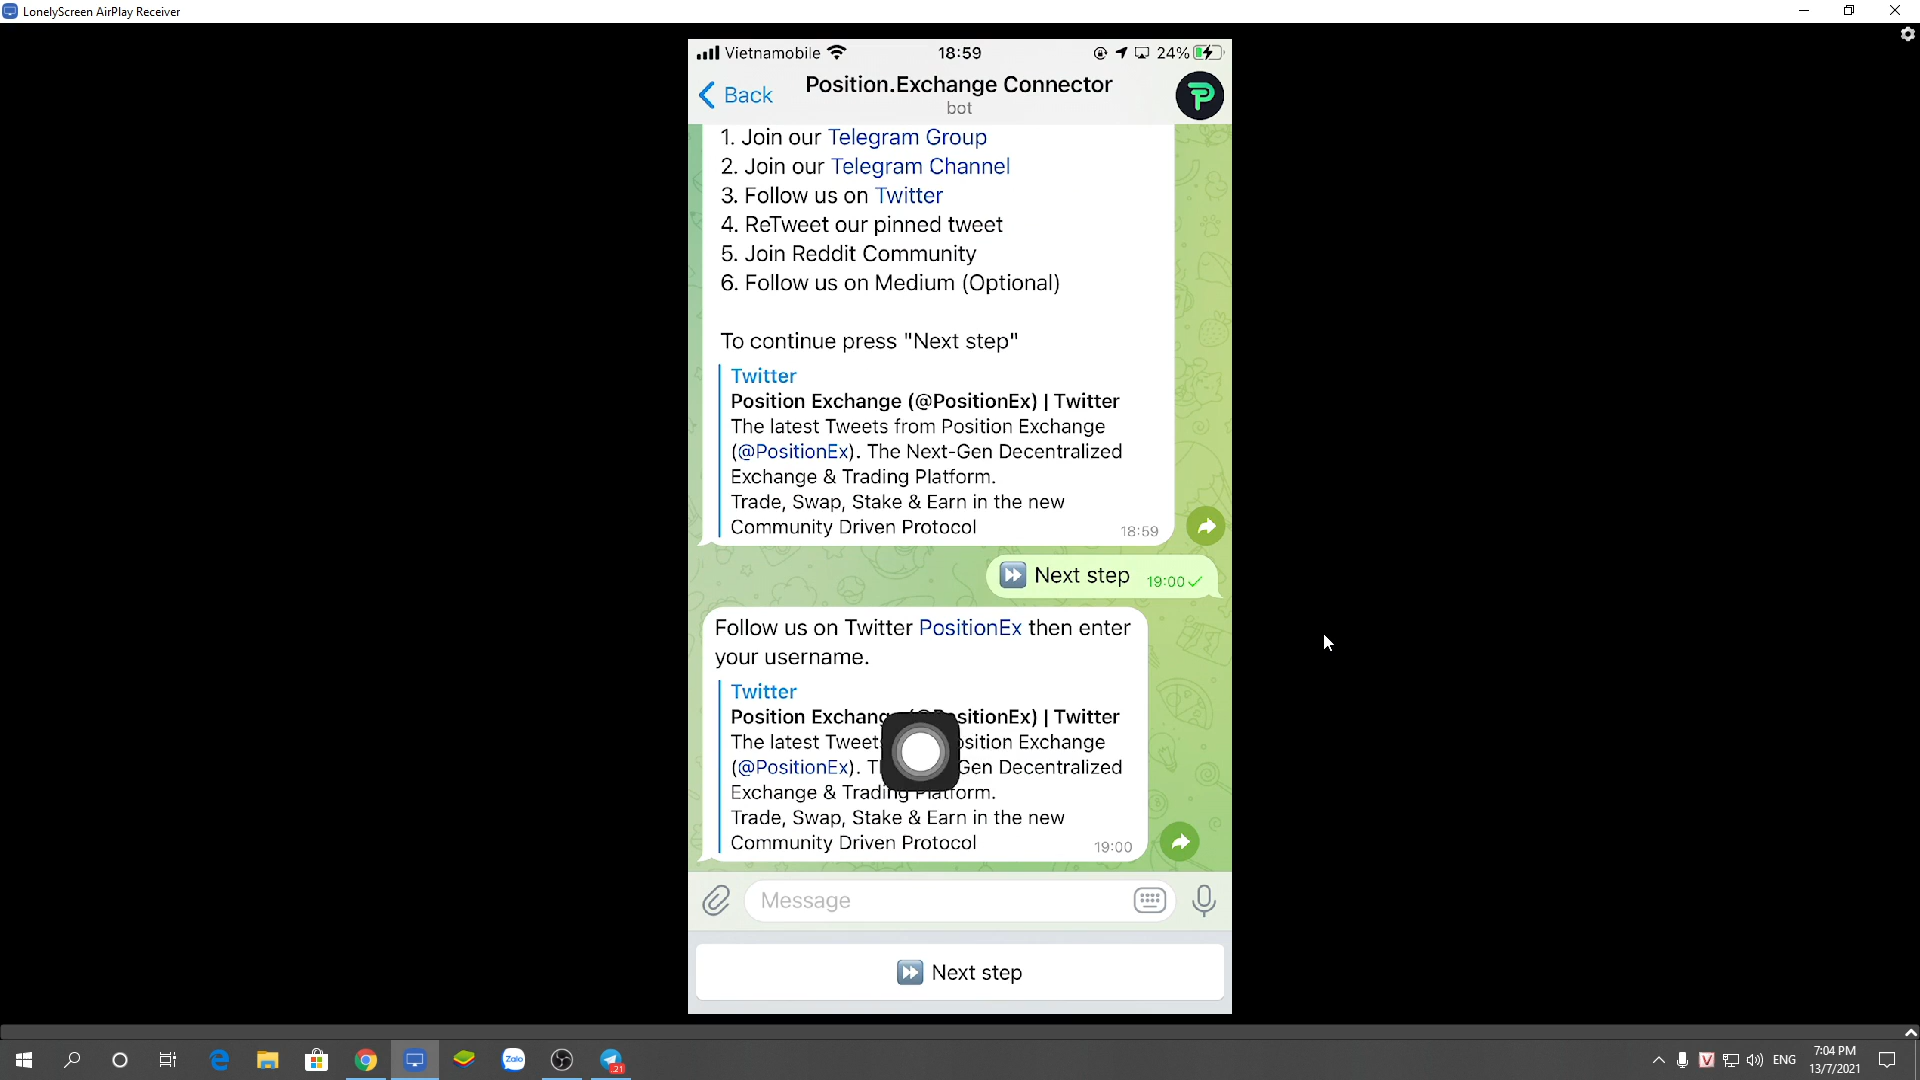 LonelyScreen AirPlay Receiver
Vietnamobile 18:59 24%
Back Position.Exchange Connector
bot
1. Join our Telegram Group
2. Join our Telegram Channel
3. Follow us on Twitter
4. ReTweet our pinned tweet
5. Join Reddit Community
6. Follow us on Medium (Optional)
To continue press "Next step"
Twitter
Position Exchange (@PositionEx) | Twitter
The latest Tweets from Position Exchange
(@PositionEx). The Next-Gen Decentralized
Exchange & Trading Platform.
Trade, Swap, Stake & Earn in the new
Community Driven Protocol 18:59
Next step 19:00
Follow us on Twitter PositionEx then enter
your username.
Twitter
Position Exchang sitionEx) | Twitter
The latest Tweet sition Exchange
(@PositionEx). T Gen Decentralized
Exchange & Trading Platform.
Trade, Swap, Stake & Earn in the new
Community Driven Protocol 19:00
Message
Next step
Zalo 21 V ENG 7:04 PM
13/7/2021